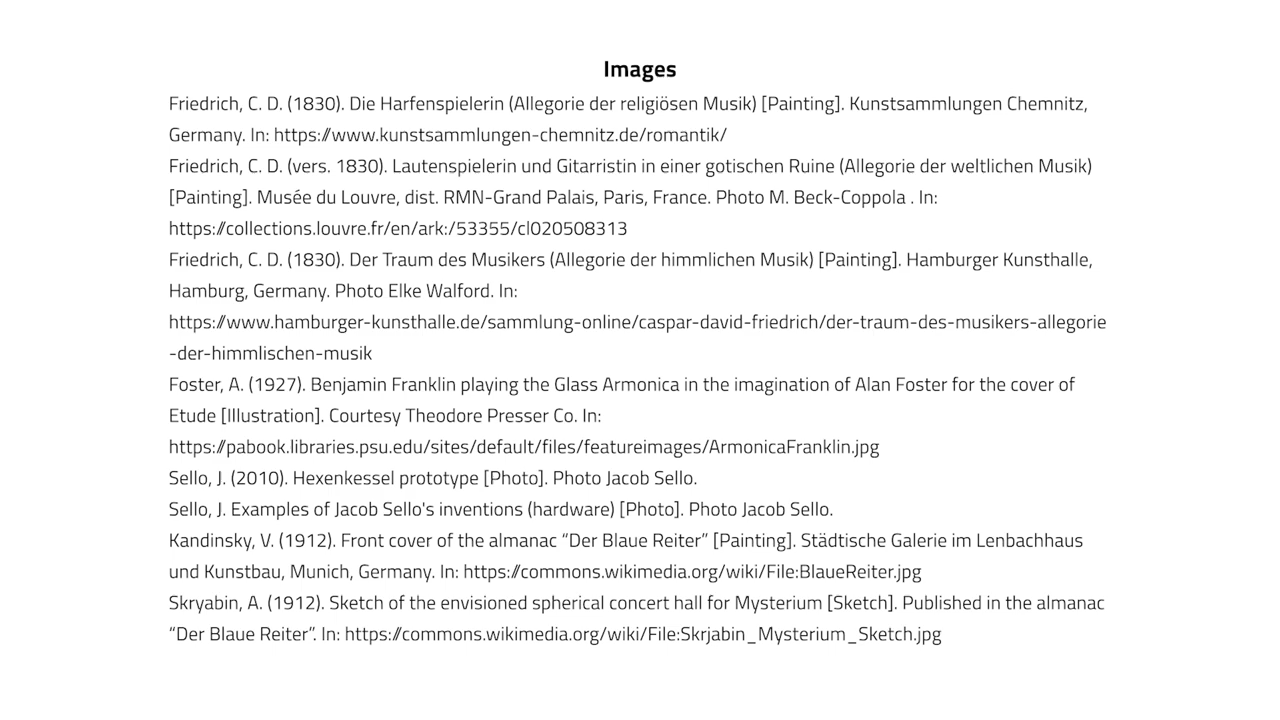 Images
Friedrich, C. D. (1830). Die Harfenspielerin (Allegorie der religiösen Musik) [Painting]. Kunstsammlungen Chemnitz,
Germany. In: https://www.kunstsammlungen-chemnitz.de/romantik/
Friedrich, C. D. (vers. 1830). Lautenspielerin und Gitarristin in einer gotischen Ruine (Allegorie der weltlichen Musik)
[Painting]. Musée du Louvre, dist. RMN-Grand Palais, Paris, France. Photo M. Beck-Coppola . In:
https://collections.louvre.fr/en/ark:/53355/cl020508313
Friedrich, C. D. (1830). Der Traum des Musikers (Allegorie der himmlichen Musik) [Painting]. Hamburger Kunsthalle,
Hamburg, Germany. Photo Elke Walford. In:
https://www.hamburger-kunsthalle.de/sammlung-online/caspar-david-friedrich/der-traum-des-musikers-allegorie
-der-himmlischen-musik
Foster, A. (1927). Benjamin Franklin playing the Glass Armonica in the imagination of Alan Foster for the cover of
Etude [Illustration]. Courtesy Theodore Presser Co. In:
https://pabook.libraries.psu.edu/sites/default/files/featureimages/ArmonicaFranklin.jpg
Sello, J. (2010). Hexenkessel prototype [Photo]. Photo Jacob Sello.
Sello, J. Examples of Jacob Sello's inventions (hardware) [Photo]. Photo Jacob Sello.
Kandinsky, V. (1912). Front cover of the almanac “Der Blaue Reiter” [Painting]. Städtische Galerie im Lenbachhaus
und Kunstbau, Munich, Germany. In: https://commons.wikimedia.org/wiki/File:BlaueReiter.jpg
Skryabin, A. (1912). Sketch of the envisioned spherical concert hall for Mysterium [Sketch]. Published in the almanac
“Der Blaue Reiter”. In: https://commons.wikimedia.org/wiki/File:Skrjabin_Mysterium_Sketch.jpg